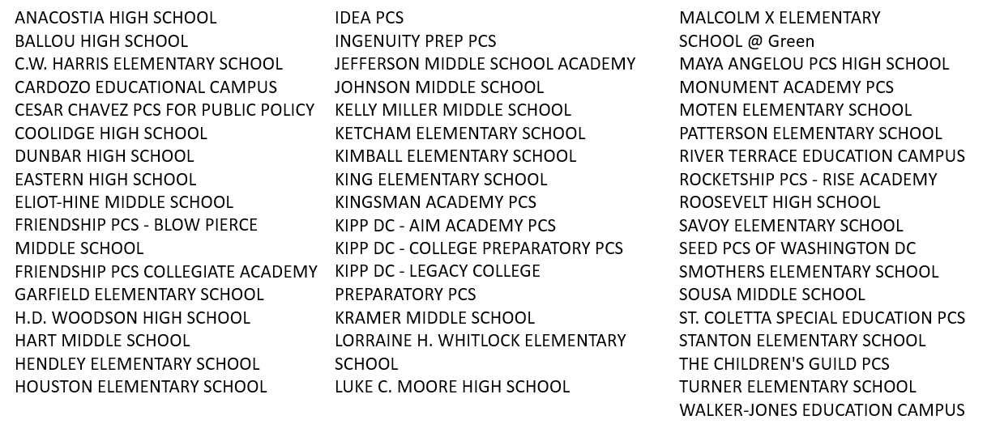 ANACOSTIA HIGH SCHOOL
BALLOU HIGH SCHOOL
C.W. HARRIS ELEMENTARY SCHOOL
CARDOZO EDUCATIONAL CAMPUS
CESAR CHAVEZ PCS FOR PUBLIC POLICY
COOLIDGE HIGH SCHOOL
DUNBAR HIGH SCHOOL
EASTERN HIGH SCHOOL
ELIOT-HINE MIDDLE SCHOOL
FRIENDSHIP PCS - BLOW PIERCE
MIDDLE SCHOOL
FRIENDSHIP PCS COLLEGIATE ACADEMY
GARFIELD ELEMENTARY SCHOOL
H.D. WOODSON HIGH SCHOOL
HART MIDDLE SCHOOL
HENDLEY ELEMENTARY SCHOOL
HOUSTON ELEMENTARY SCHOOL
IDEA PCS
INGENUITY PREP PCS
JEFFERSON MIDDLE SCHOOL ACADEMY
JOHNSON MIDDLE SCHOOL
KELLY MILLER MIDDLE SCHOOL
KETCHAM ELEMENTARY SCHOOL
KIMBALL ELEMENTARY SCHOOL
KING ELEMENTARY SCHOOL
KINGSMAN ACADEMY PCS
KIPP DC - AIM ACADEMY PCS
KIPP DC - COLLEGE PREPARATORY PCS
KIPP DC - LEGACY COLLEGE
PREPARATORY PCS
KRAMER MIDDLE SCHOOL
LORRAINE H. WHITLOCK ELEMENTARY
SCHOOL
LUKE C. MOORE HIGH SCHOOL
MALCOLM X ELEMENTARY
SCHOOL @ Green
MAYA ANGELOU PCS HIGH SCHOOL
MONUMENT ACADEMY PCS
MOTEN ELEMENTARY SCHOOL
PATTERSON ELEMENTARY SCHOOL
RIVER TERRACE EDUCATION CAMPUS
ROCKETSHIP PCS - RISE ACADEMY
ROOSEVELT HIGH SCHOOL
SAVOY ELEMENTARY SCHOOL
SEED PCS OF WASHINGTON DC
SMOTHERS ELEMENTARY SCHOOL
SOUSA MIDDLE SCHOOL
ST. COLETTA SPECIAL EDUCATION PCS
STANTON ELEMENTARY SCHOOL
THE CHILDREN'S GUILD PCS
TURNER ELEMENTARY SCHOOL
WALKER-JONES EDUCATION CAMPUS